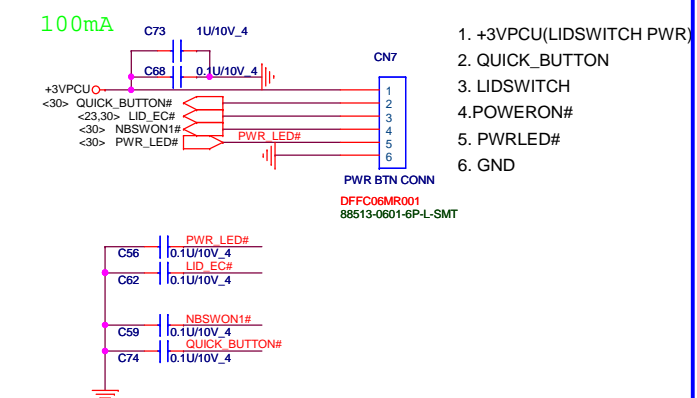 100mA
C73 1U/10V_4
C68 0.1U/10V_4
CN7
+3VPCU
<30> QUICK_BUTTON#
<23,30> LID_EC#
<30> NBSWON1#
<30> PWR_LED#
PWR_LED#
1
2
3
4
5
6
PWR BTN CONN
DFFC06MR001
88513-0601-6P-L-SMT
1. +3VPCU(LIDSWITCH PWR)
2. QUICK_BUTTON
3. LIDSWITCH
4.POWERON#
5. PWRLED#
6. GND
PWR_LED#
C56 0.1U/10V_4
LID_EC#
C62 0.1U/10V_4
NBSWON1#
C59 0.1U/10V_4
QUICK_BUTTON#
C74 0.1U/10V_4